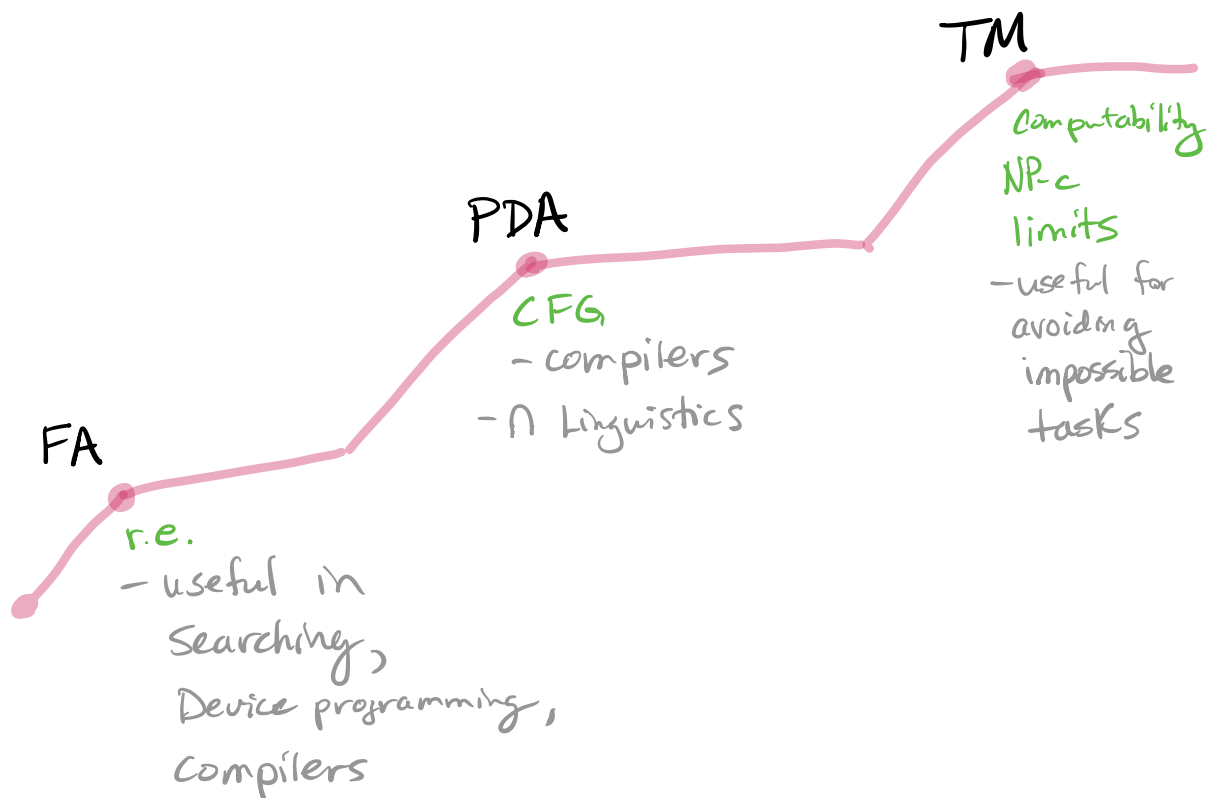 FA
r.e.
- useful in
searching,
Device programming,
compilers
PDA
CFG
- compilers
- ∩ Linguistics
TM
Computability
NP-c
limits
- useful for
avoiding
impossible
tasks